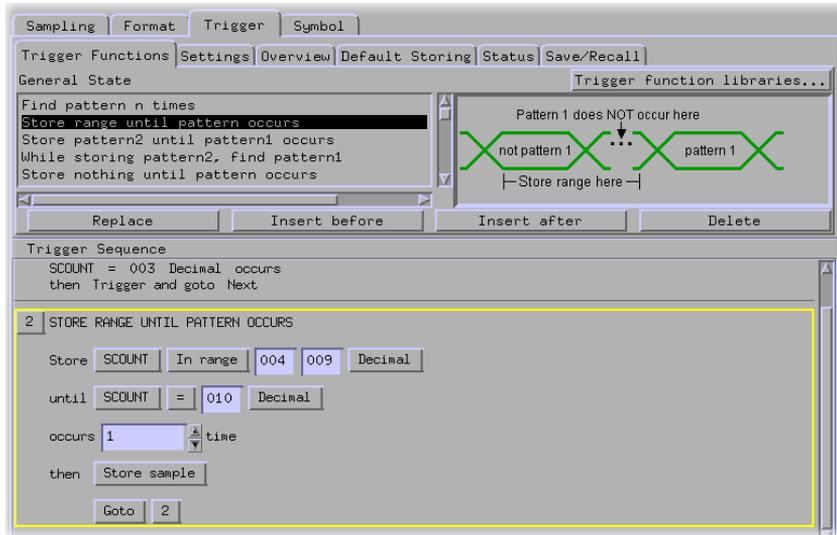 Sampling Format Trigger Symbol
Trigger Functions Settings Overview Default Storing Status Save/Recall
General State
Trigger function libraries...
Find pattern n times
Store range until pattern occurs
Store pattern2 until pattern1 occurs
While storing pattern2, find pattern1
Store nothing until pattern occurs
Pattern 1 does NOT occur here
not pattern 1 ... pattern 1
Store range here
Replace Insert before Insert after Delete
Trigger Sequence
SCOUNT = 003 Decimal occurs
then Trigger and goto Next
2 STORE RANGE UNTIL PATTERN OCCURS
Store SCOUNT In range 004 009 Decimal
until SCOUNT = 010 Decimal
occurs 1 time
then Store sample
Goto 2